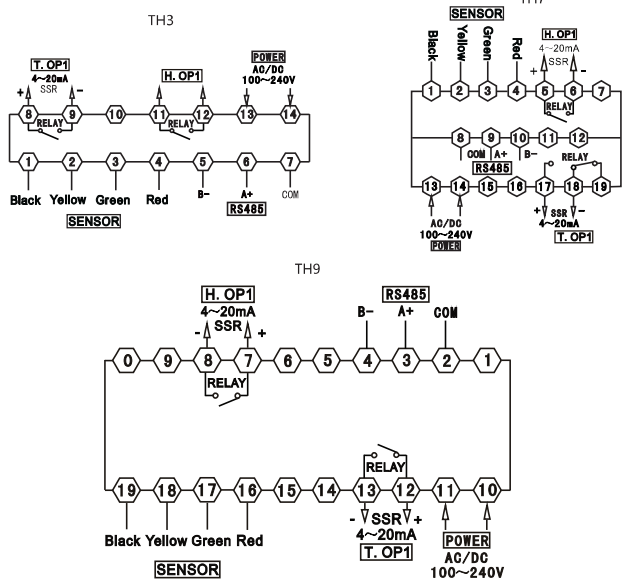 TH3
T. OP1
4～20mA
+ SSR -
H. OP1
POWER
AC/DC
100～240V
8 9 10 11 12 13 14
RELAY RELAY
1 2 3 4 5 6 7
Black Yellow Green Red B- A+ COM
SENSOR RS485
SENSOR
Black Yellow Green Red
H. OP1
4～20mA
SSR
+ -
1 2 3 4 5 6 7
RELAY
8 9 10 11 12
COM A+ B-
RS485
RELAY
13 14 15 16 17 18 19
AC/DC
100～240V
POWER
+ SSR -
4～20mA
T. OP1
TH9
H. OP1
4～20mA
- SSR +
RS485
B- A+ COM
0 9 8 7 6 5 4 3 2 1
RELAY
RELAY
19 18 17 16 15 14 13 12 11 10
Black Yellow Green Red
SENSOR
- SSR +
4～20mA
T. OP1
POWER
AC/DC
100～240V